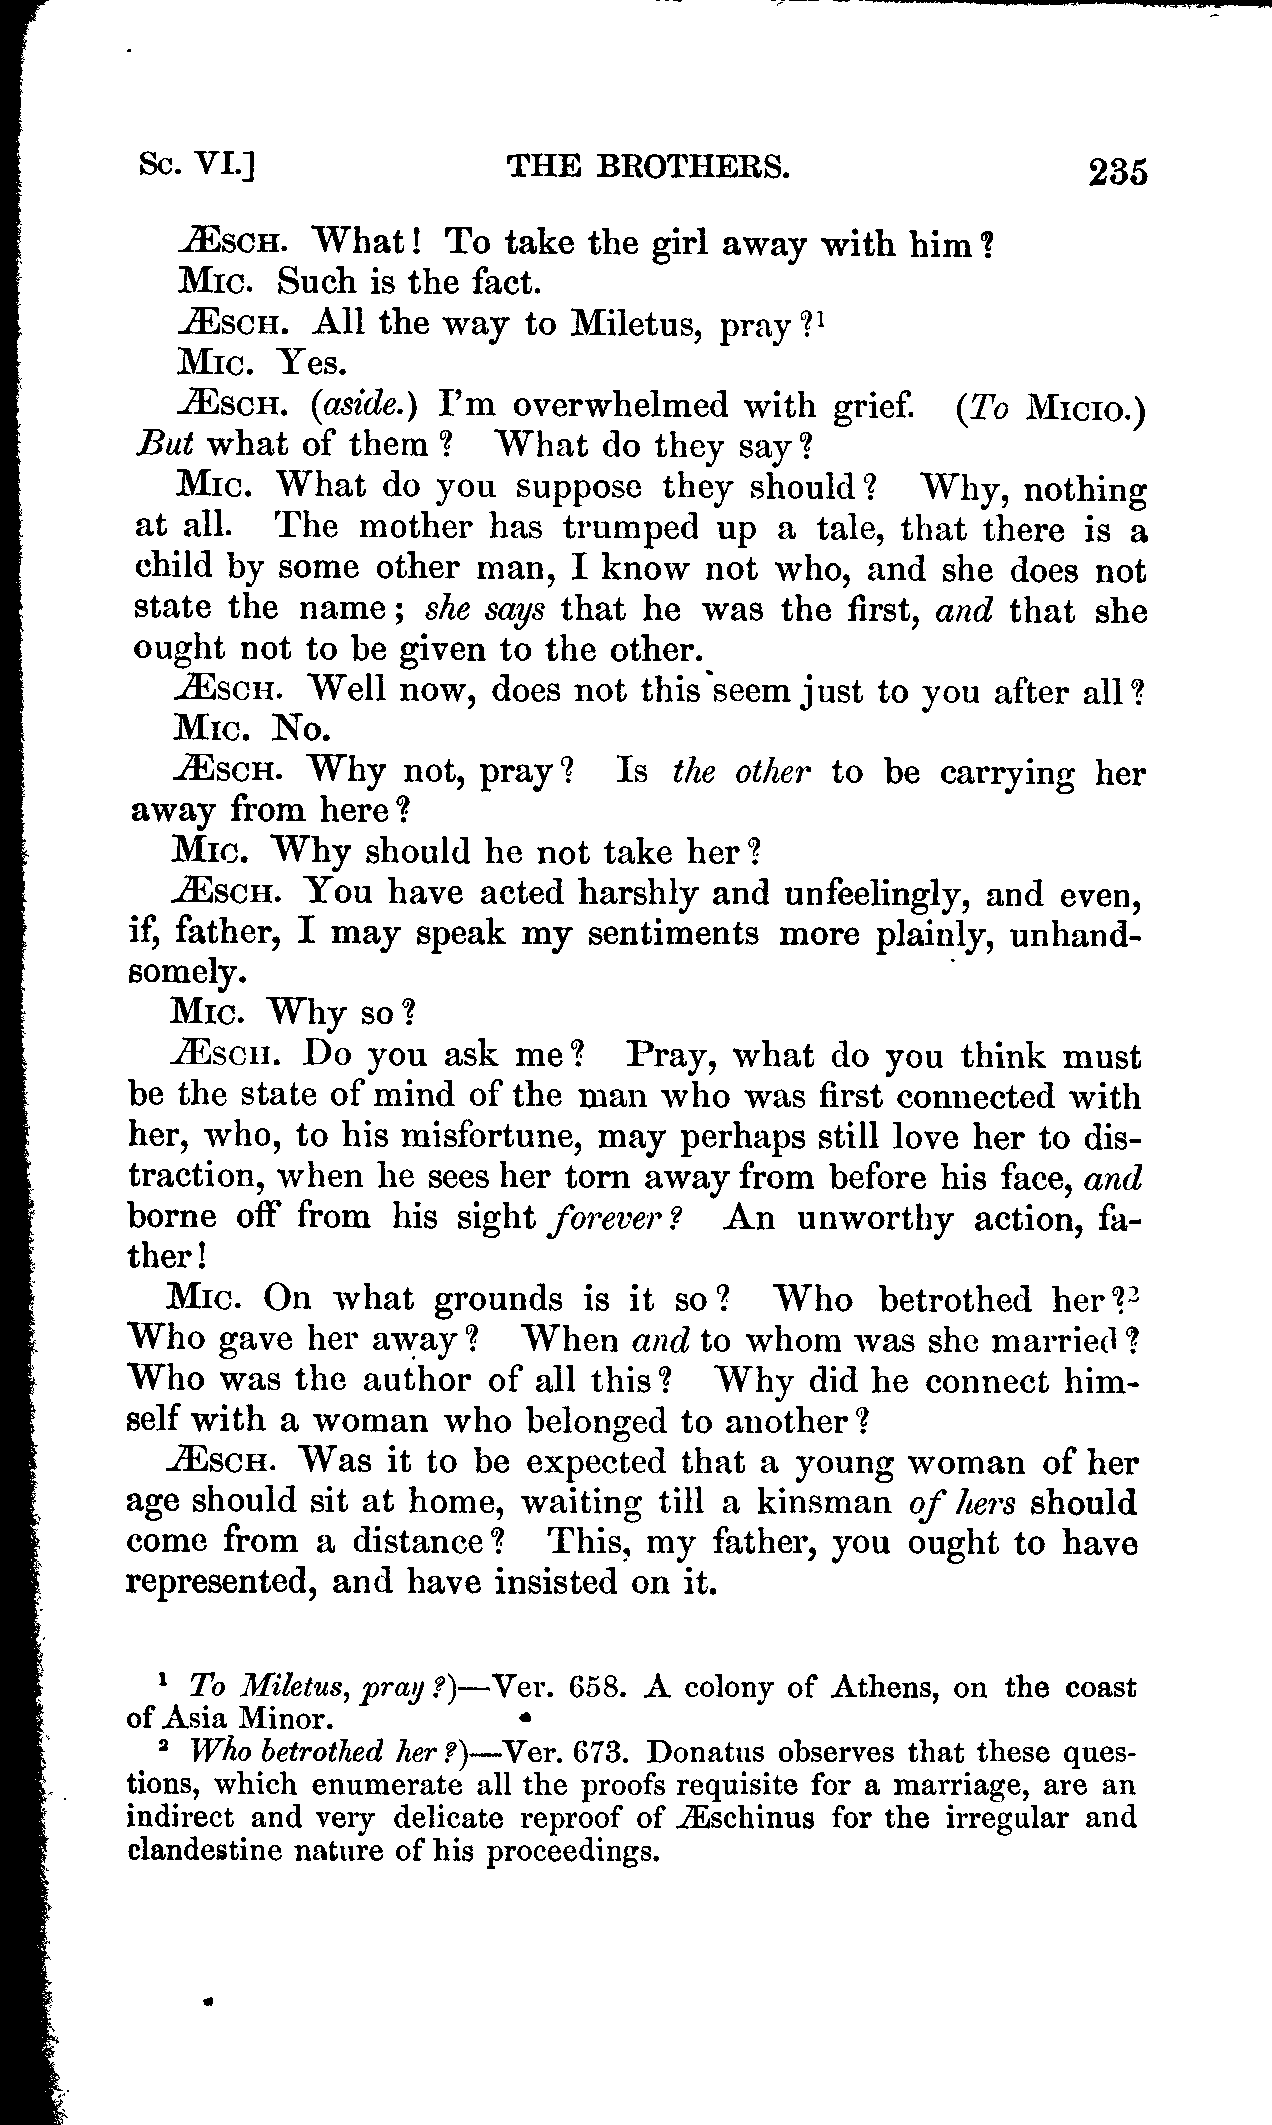 Sc. VI.] THE BROTHERS. 235
ÆSCH. What! To take the girl away with him?
MIC. Such is the fact.
ÆSCH. All the way to Miletus, pray?¹
MIC. Yes.
ÆSCH. (aside.) I'm overwhelmed with grief. (To MICIO.)
But what of them? What do they say?
MIC. What do you suppose they should? Why, nothing
at all. The mother has trumped up a tale, that there is a
child by some other man, I know not who, and she does not
state the name; she says that he was the first, and that she
ought not to be given to the other.
ÆSCH. Well now, does not this seem just to you after all?
MIC. No.
ÆSCH. Why not, pray? Is the other to be carrying her
away from here?
MIC. Why should he not take her?
ÆSCH. You have acted harshly and unfeelingly, and even,
if, father, I may speak my sentiments more plainly, unhand-
somely.
MIC. Why so?
ÆSCH. Do you ask me? Pray, what do you think must
be the state of mind of the man who was first connected with
her, who, to his misfortune, may perhaps still love her to dis-
traction, when he sees her torn away from before his face, and
borne off from his sight forever? An unworthy action, fa-
ther!
MIC. On what grounds is it so? Who betrothed her?²
Who gave her away? When and to whom was she married?
Who was the author of all this? Why did he connect him-
self with a woman who belonged to another?
ÆSCH. Was it to be expected that a young woman of her
age should sit at home, waiting till a kinsman of hers should
come from a distance? This, my father, you ought to have
represented, and have insisted on it.
¹ To Miletus, pray?)—Ver. 658. A colony of Athens, on the coast
of Asia Minor.
² Who betrothed her?)—Ver. 673. Donatus observes that these ques-
tions, which enumerate all the proofs requisite for a marriage, are an
indirect and very delicate reproof of Æschinus for the irregular and
clandestine nature of his proceedings.